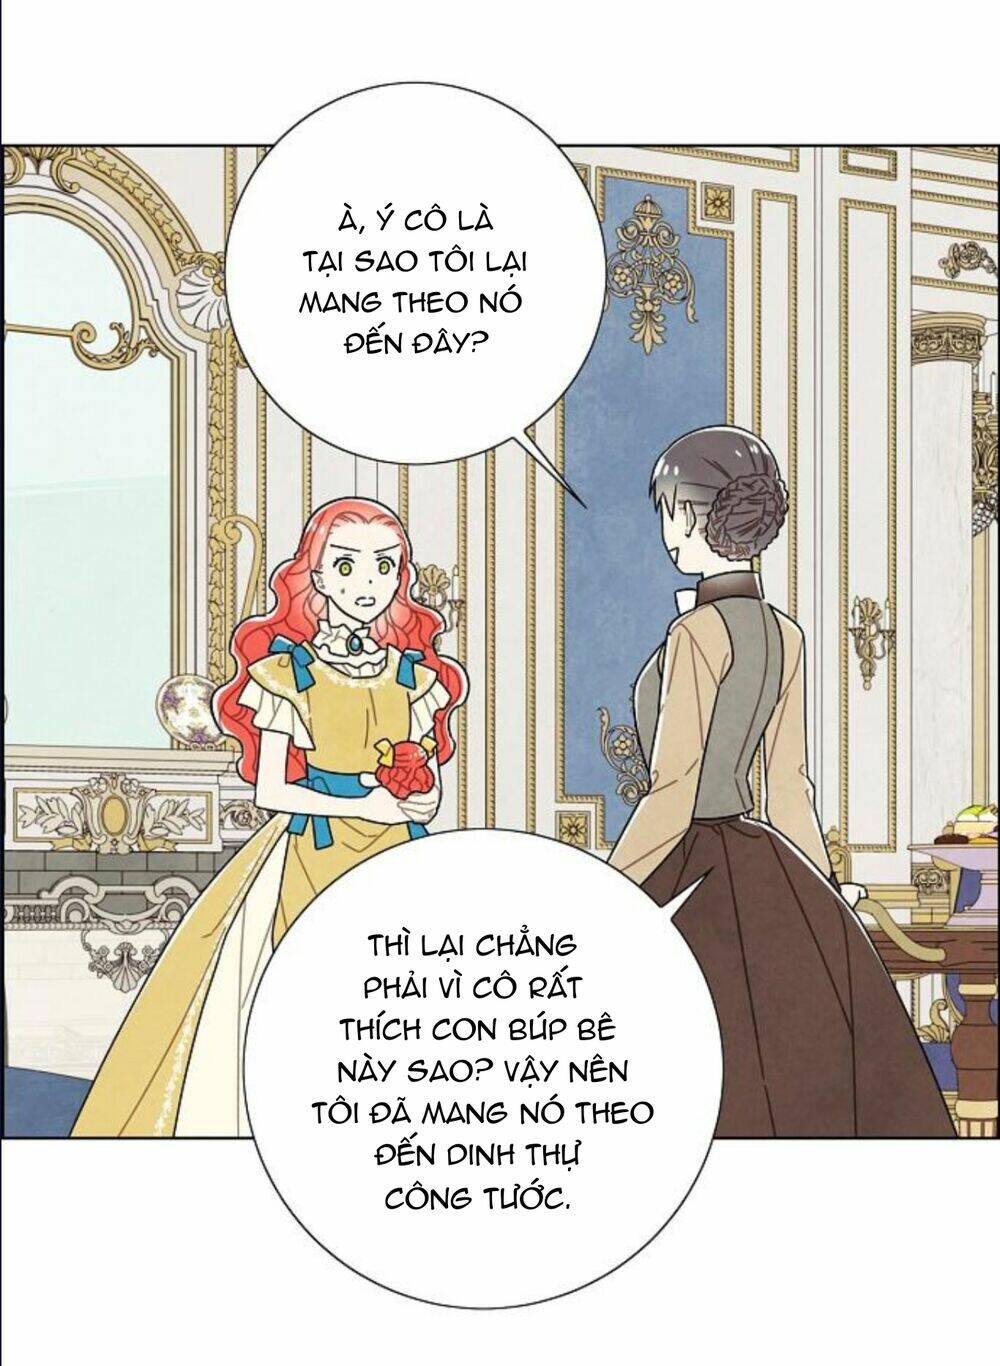 À, Ý CÔ LÀ
TẠI SAO TÔI LẠI
MANG THEO NÓ
ĐẾN ĐÂY?
THÌ LẠI CHẲNG
PHẢI VÌ CÔ RẤT
THÍCH CON BÚP BÊ
NÀY SAO? VẬY NÊN
TÔI ĐÃ MANG NÓ THEO
ĐẾN DINH THỰ
CÔNG TƯỚC.